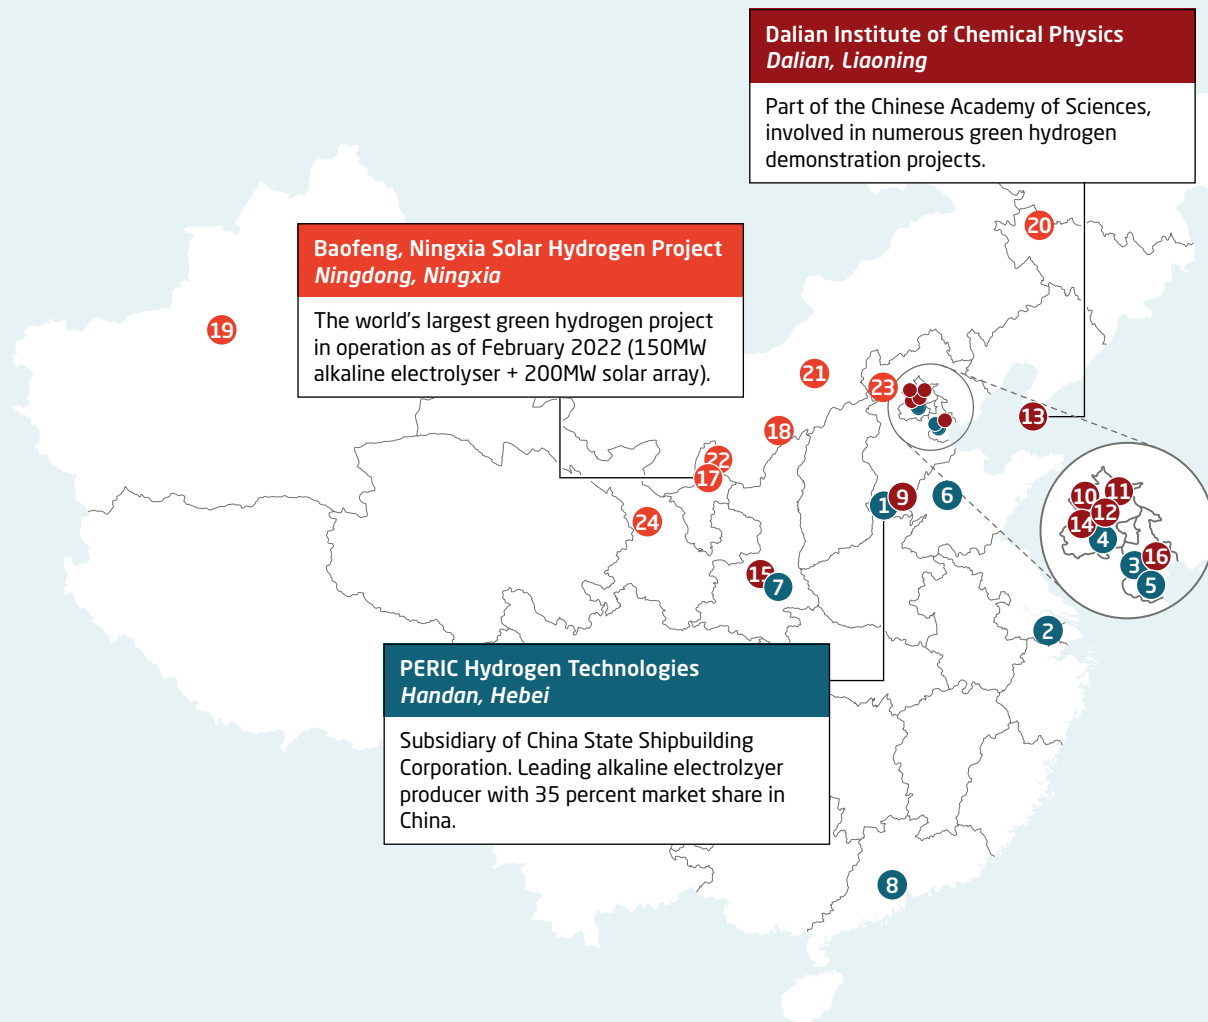 Dalian Institute of Chemical Physics
Dalian, Liaoning
Part of the Chinese Academy of Sciences,
involved in numerous green hydrogen
demonstration projects.
20
Baofeng, Ningxia Solar Hydrogen Project
Ningdong, Ningxia
The world's largest green hydrogen project
in operation as of February 2022 (150MW
alkaline electrolyser + 200MW solar array).
19
21
23
13
18
22
17
24
1
9
6
10
11
12
14
4
3
16
5
15
7
2
PERIC Hydrogen Technologies
Handan, Hebei
Subsidiary of China State Shipbuilding
Corporation. Leading alkaline electrolzyer
producer with 35 percent market share in
China.
8